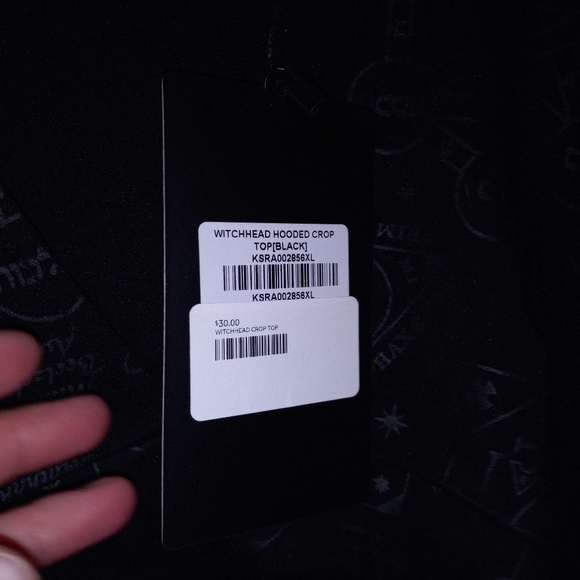 WITCHHEAD HOODED CROP
TOP[BLACK]
KSRA002856XL
KSRA002856XL
$30.00
WITCHHEAD CROP TOP